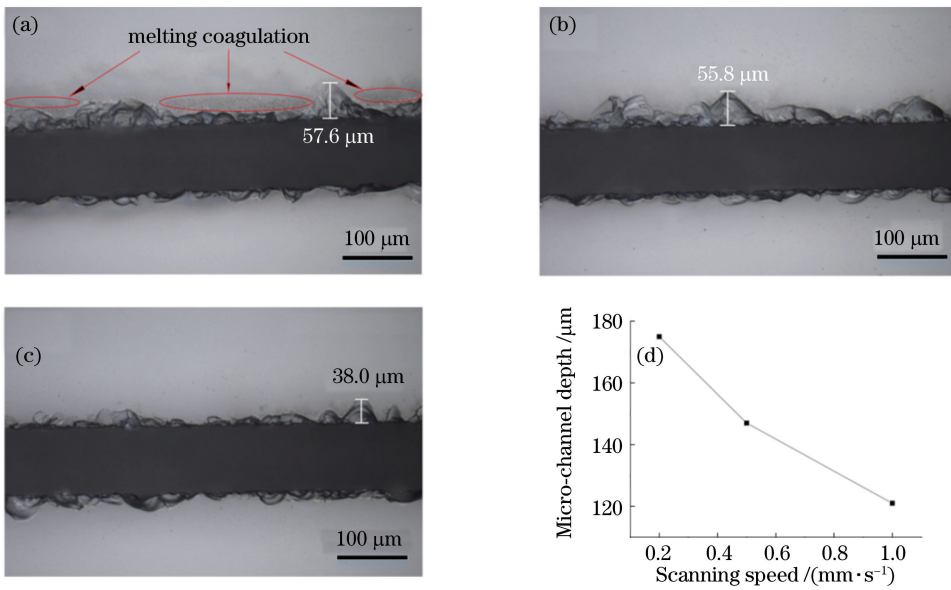 (a)
melting coagulation
57.6 μm
100 μm
(b)
55.8 μm
100 μm
(c)
38.0 μm
100 μm
(d)
180
160
140
120
Micro-channel depth /μm
0.2 0.4 0.6 0.8 1.0
Scanning speed /(mm·s⁻¹)